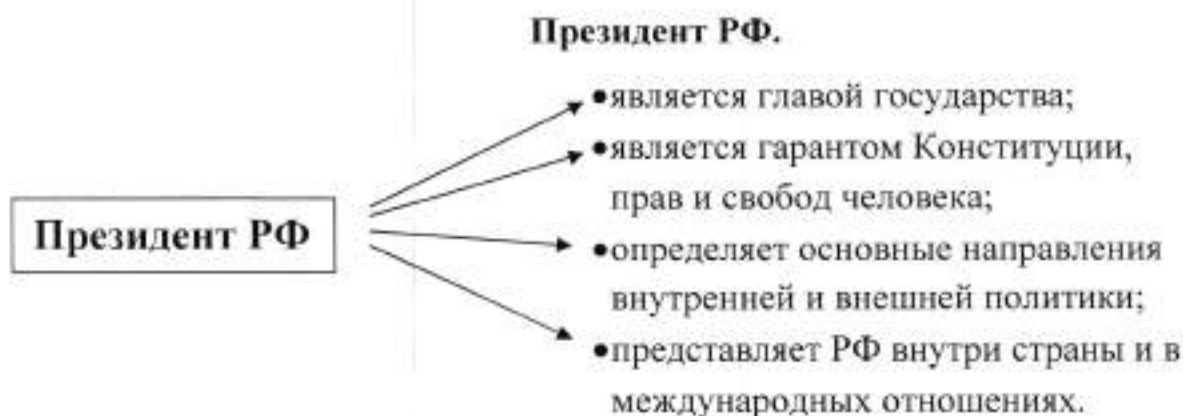 Президент РФ.
Президент РФ
•является главой государства;
•является гарантом Конституции,
прав и свобод человека;
•определяет основные направления
внутренней и внешней политики;
•представляет РФ внутри страны и в
международных отношениях.